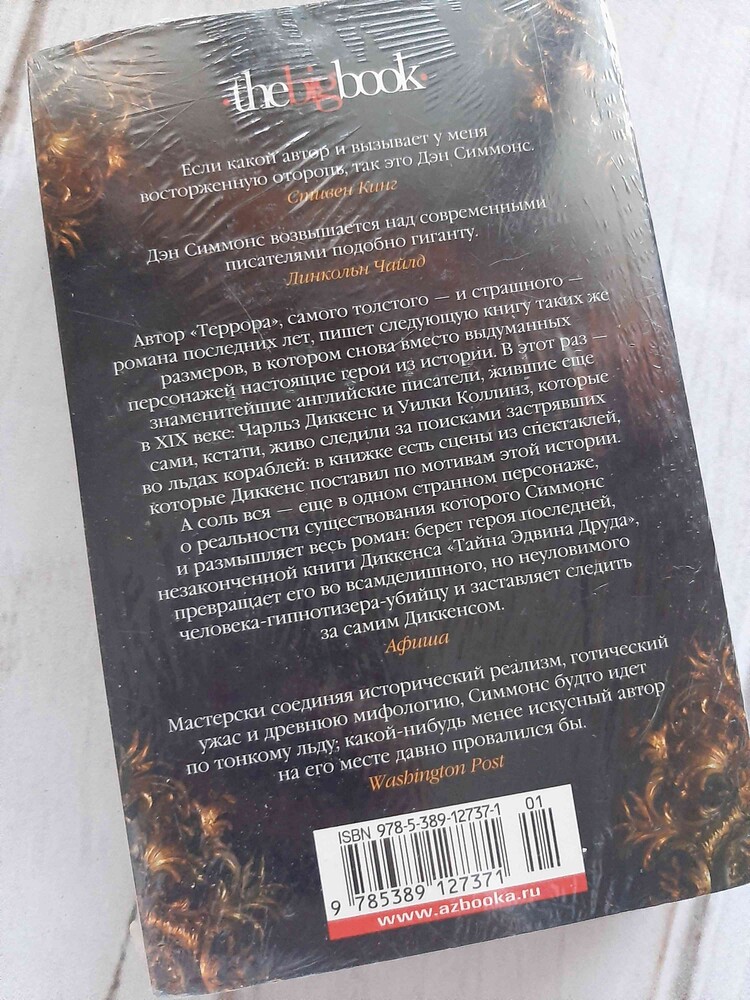 ·thebigbook·
Если какой автор и вызывает у меня
восторженную оторопь, так это Дэн Симмонс.
Стивен Кинг
Дэн Симмонс возвышается над современными
писателями подобно гиганту.
Линкольн Чайлд
Автор «Террора», самого толстого — и страшного —
романа последних лет, пишет следующую книгу таких же
размеров, в котором снова вместо выдуманных
персонажей настоящие герои из истории. В этот раз —
знаменитейшие английские писатели, жившие еще
в XIX веке: Чарльз Диккенс и Уилки Коллинз, которые
сами, кстати, живо следили за поисками застрявших
во льдах кораблей: в книжке есть сцены из спектаклей,
которые Диккенс поставил по мотивам этой истории.
А соль вся — еще в одном странном персонаже,
о реальности существования которого Симмонс
и размышляет весь роман: берет героя последней,
незаконченной книги Диккенса «Тайна Эдвина Друда»,
превращает его во всамделишного, но неуловимого
человека-гипнотизера-убийцу и заставляет следить
за самим Диккенсом.
Афиша
Мастерски соединяя исторический реализм, готический
ужас и древнюю мифологию, Симмонс будто идет
по тонкому льду; какой-нибудь менее искусный автор
на его месте давно провалился бы.
Washington Post
ISBN 978-5-389-12737-1
01
9 785389 127371
www.azbooka.ru